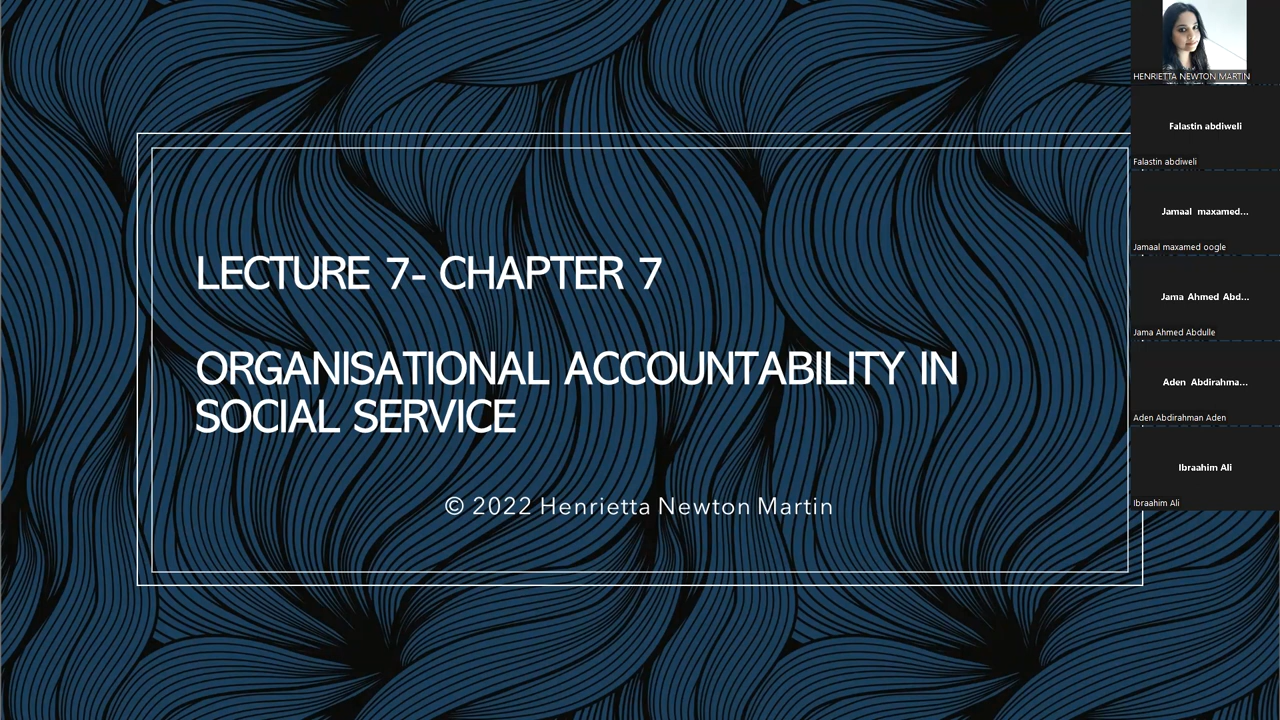 LECTURE 7- CHAPTER 7
ORGANISATIONAL ACCOUNTABILITY IN
SOCIAL SERVICE
© 2022 Henrietta Newton Martin
HENRIETTA NEWTON MARTIN
Falastin abdiweli
Falastin abdiweli
Jamaal maxamed...
Jamaal maxamed oogle
Jama Ahmed Abd...
Jama Ahmed Abdulle
Aden Abdirahma...
Aden Abdirahman Aden
Ibraahim Ali
Ibraahim Ali